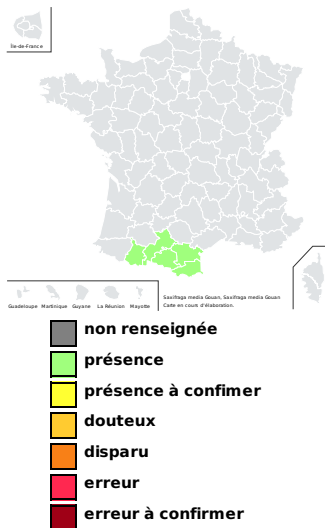 Île-de-France
Guadeloupe Martinique Guyane La Réunion Mayotte
Saxifraga media Gouan, Saxifraga media Gouan
Carte en cours d'élaboration.
non renseignée
présence
présence à confimer
douteux
disparu
erreur
erreur à confirmer